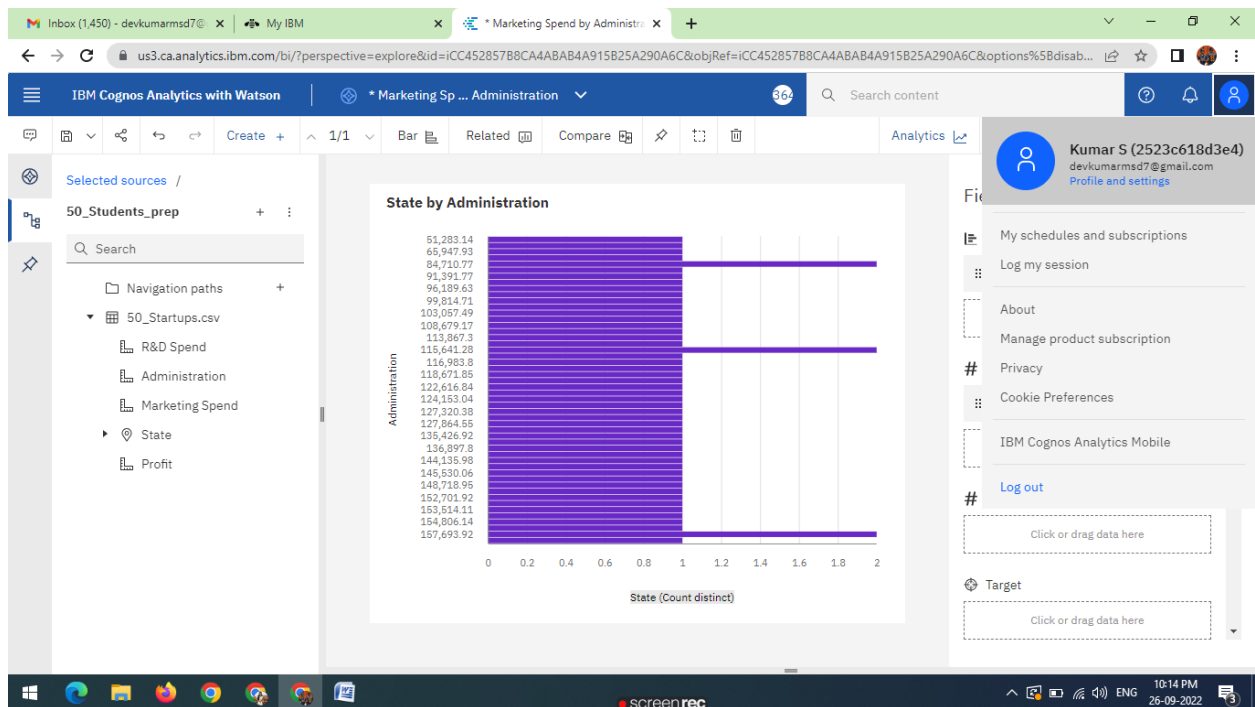 Inbox (1,450) - devkumarmsd7@
My IBM
* Marketing Spend by Administra
us3.ca.analytics.ibm.com/bi/?perspective=explore&id=iCC452857B8CA4ABAB4A915B25A290A6C&objRef=iCC452857B8CA4ABAB4A915B25A290A6C&options%5Bdisab...
IBM Cognos Analytics with Watson
* Marketing Sp ... Administration
364
Search content
Create +
1/1
Bar
Related
Compare
Analytics
Kumar S (2523c618d3e4)
devkumarmsd7@gmail.com
Profile and settings
My schedules and subscriptions
Log my session
About
Manage product subscription
Privacy
Cookie Preferences
IBM Cognos Analytics Mobile
Log out
Selected sources /
50_Students_prep
Search
Navigation paths
50_Startups.csv
R&D Spend
Administration
Marketing Spend
State
Profit
State by Administration
Administration
51,283.14
65,947.93
84,710.77
91,391.77
96,189.63
99,814.71
103,057.49
108,679.17
113,867.3
115,641.28
116,983.8
118,671.85
122,616.84
124,153.04
127,320.38
127,864.55
135,426.92
136,897.8
144,135.98
145,530.06
148,718.95
152,701.92
153,514.11
154,806.14
157,693.92
0 0.2 0.4 0.6 0.8 1 1.2 1.4 1.6 1.8 2
State (Count distinct)
#
#
Click or drag data here
Target
Click or drag data here
screenrec
ENG
10:14 PM
26-09-2022
3